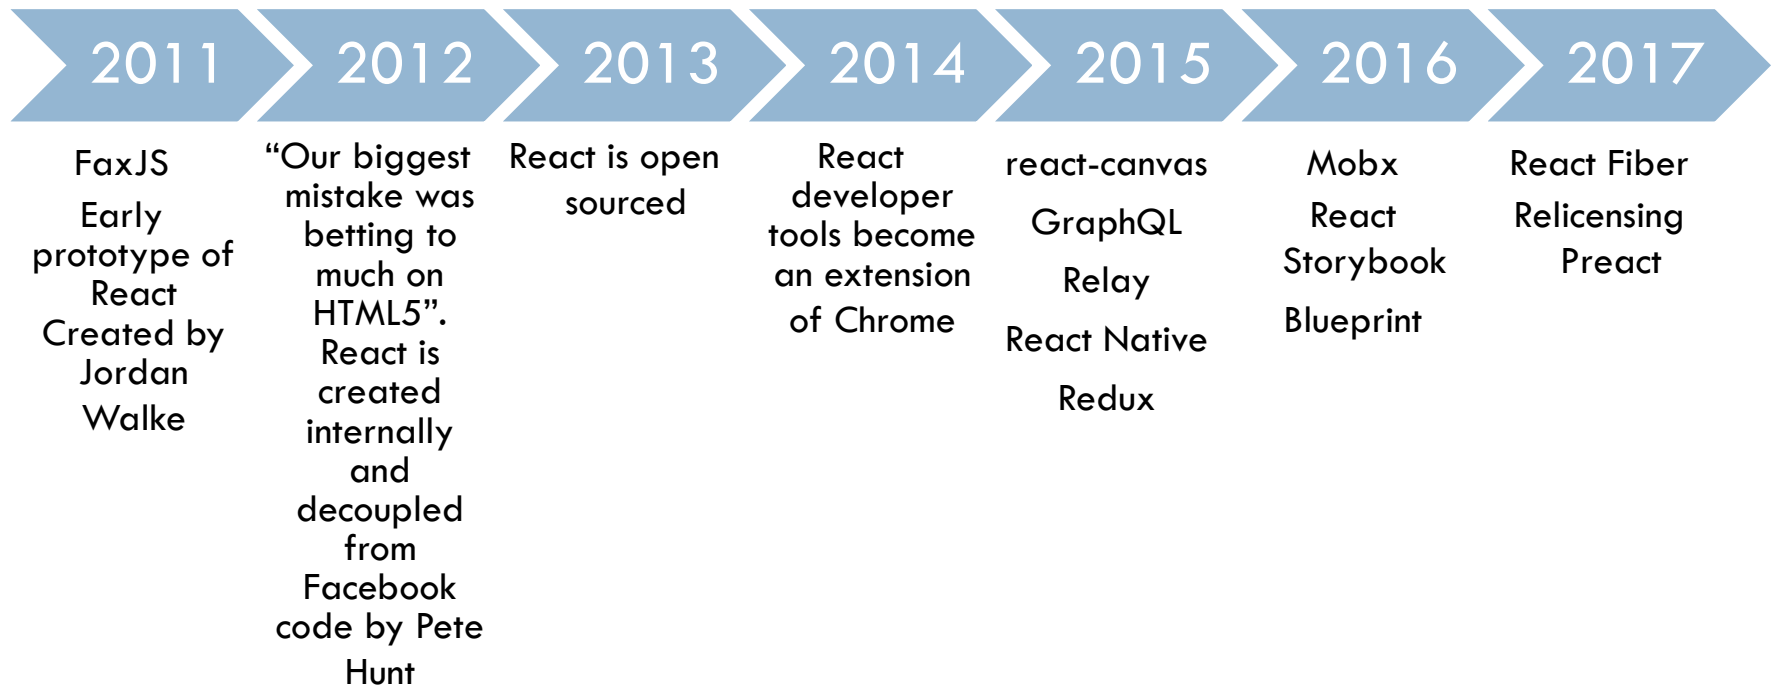 2011
2012
2013
2014
2015
2016
2017
FaxJS
Early
prototype of
React
Created by
Jordan
Walke
“Our biggest
mistake was
betting to
much on
HTML5”.
React is
created
internally
and
decoupled
from
Facebook
code by Pete
Hunt
React is open
sourced
React
developer
tools become
an extension
of Chrome
react-canvas
GraphQL
Relay
React Native
Redux
Mobx
React
Storybook
Blueprint
React Fiber
Relicensing
Preact